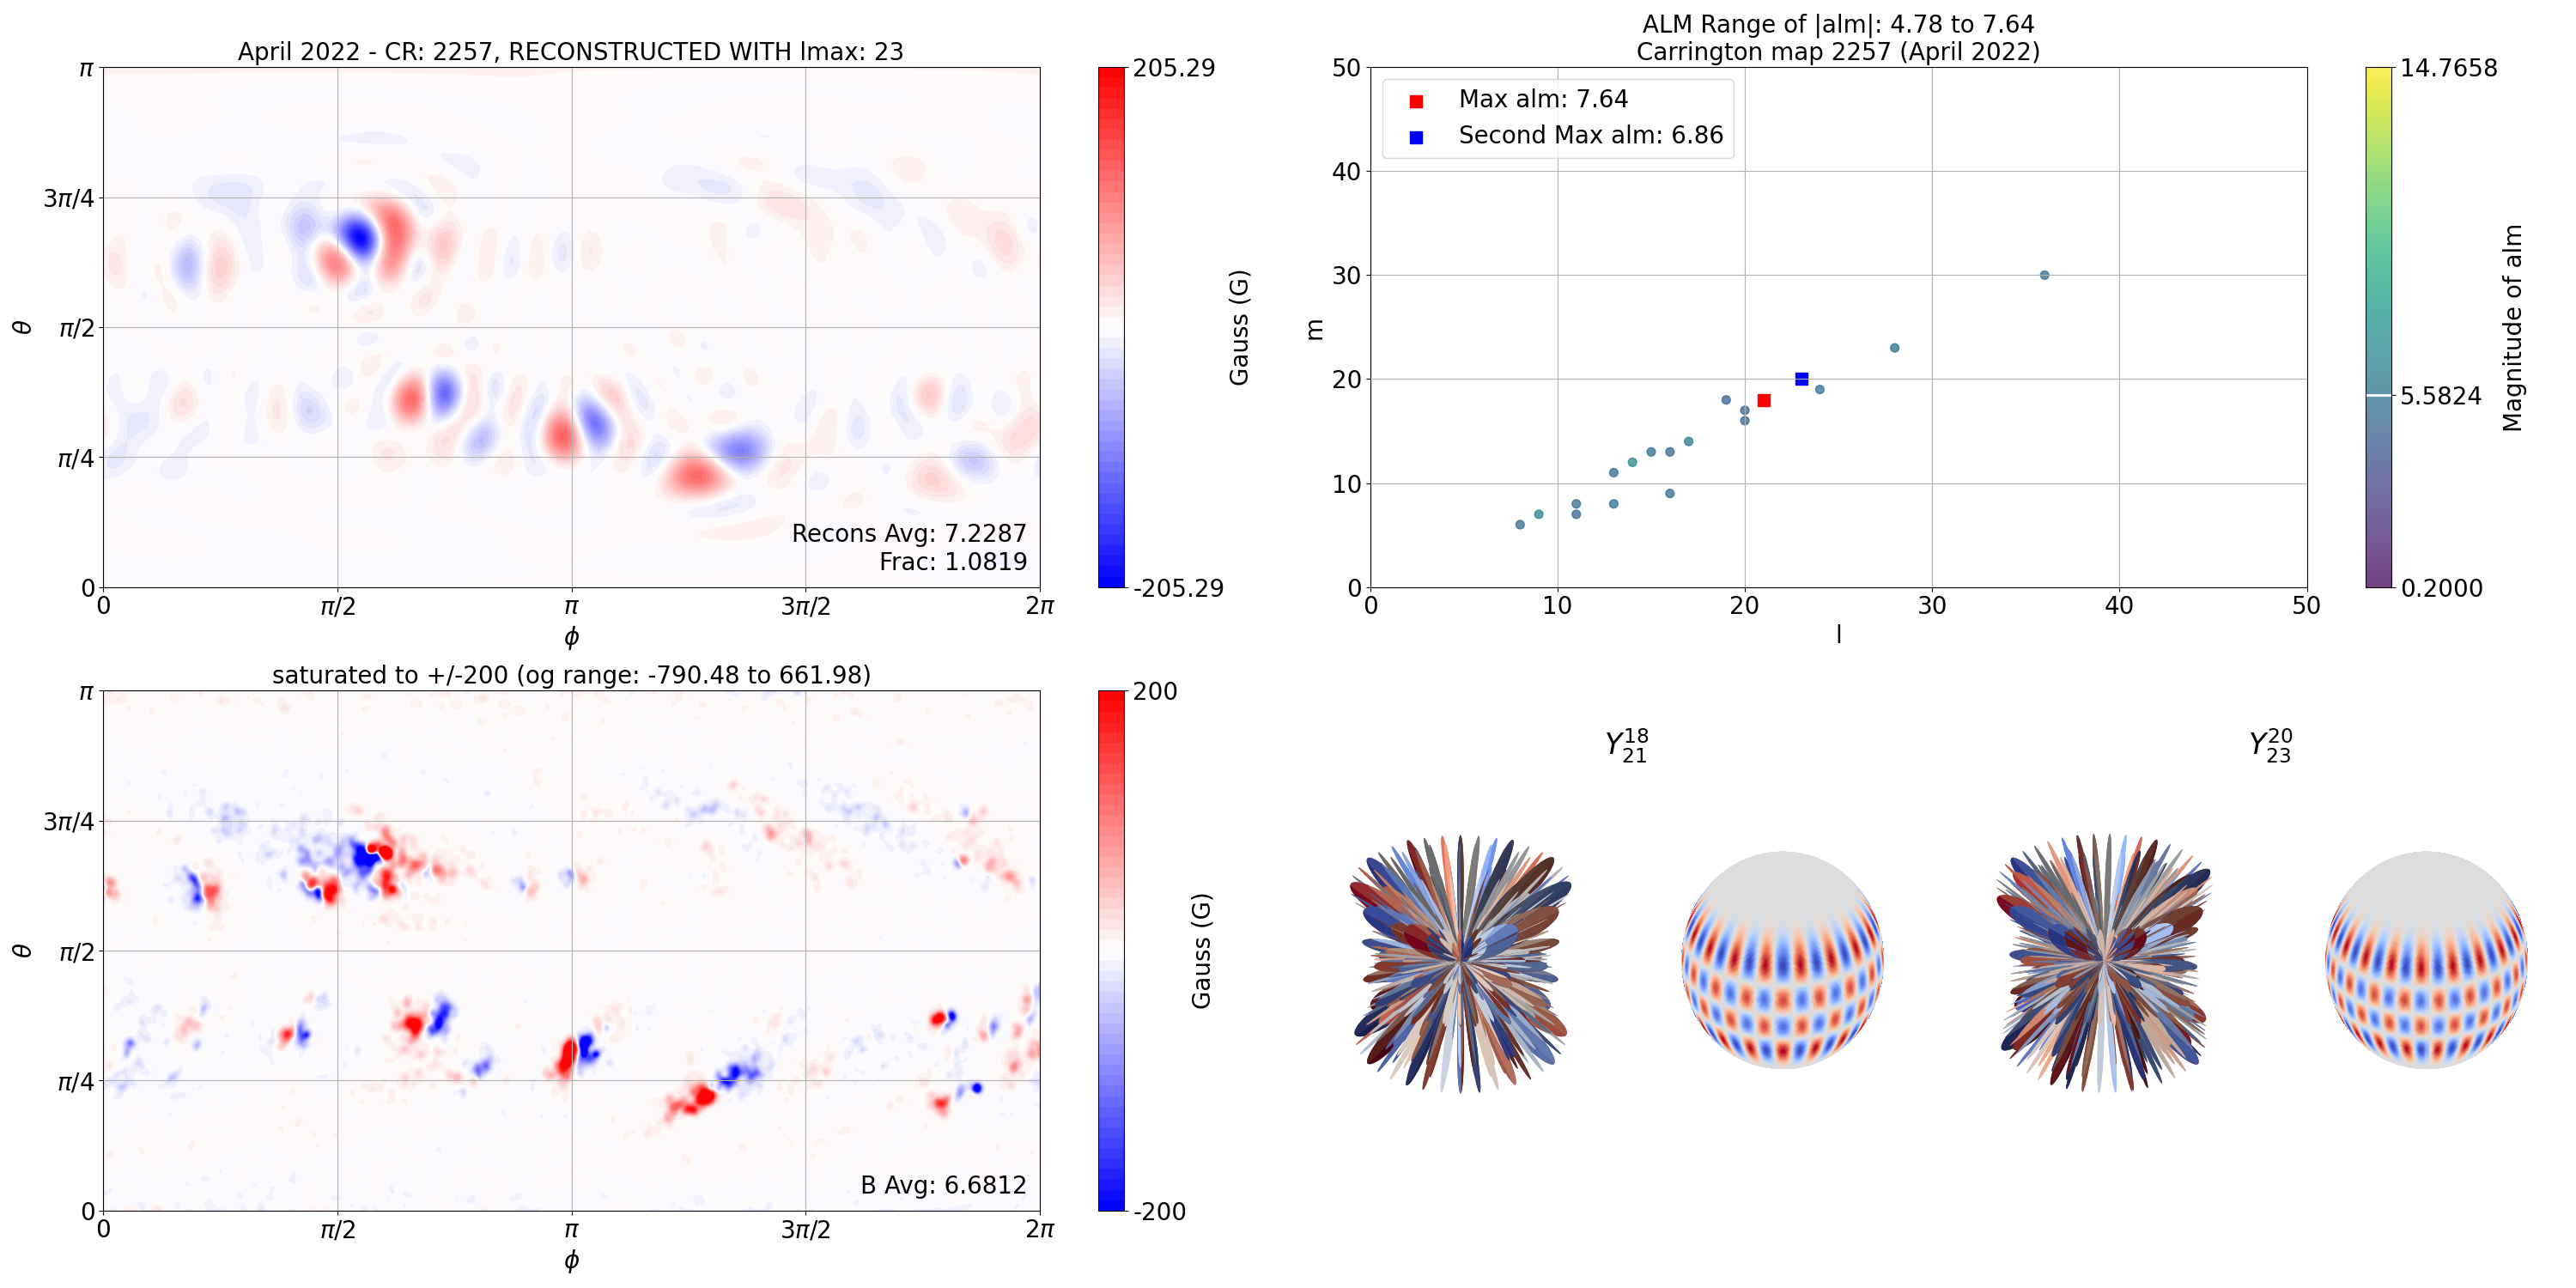 April 2022 - CR: 2257, RECONSTRUCTED WITH lmax: 23
π
3π/4
π/2
π/4
0
θ
0
π/2
π
3π/2
2π
ϕ
Recons Avg: 7.2287
Frac: 1.0819
205.29
-205.29
Gauss (G)
ALM Range of |alm|: 4.78 to 7.64
Carrington map 2257 (April 2022)
Max alm: 7.64
Second Max alm: 6.86
50
40
30
20
10
0
m
0
10
20
30
40
50
l
14.7658
5.5824
0.2000
Magnitude of alm
saturated to +/-200 (og range: -790.48 to 661.98)
π
3π/4
π/2
π/4
0
θ
0
π/2
π
3π/2
2π
ϕ
B Avg: 6.6812
200
-200
Gauss (G)
Y₂₁¹⁸
Y₂₃²⁰